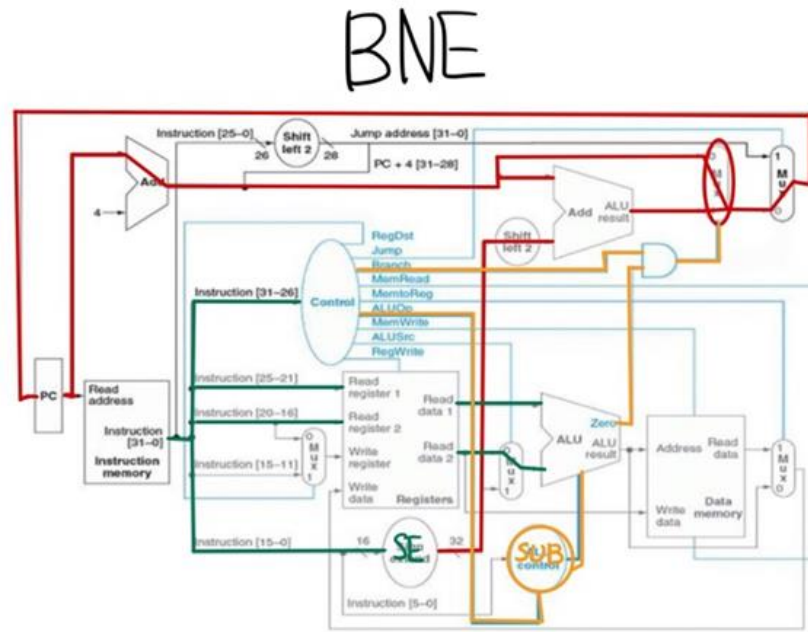 BNE
Instruction [25–0]
Shift
left 2
Jump address [31–0]
26
28
PC + 4 [31–28]
Add
4
0
M
u
x
1
M
u
x
0
Add
ALU
result
Shift
left 2
RegDst
Jump
Branch
MemRead
MemtoReg
ALUOp
MemWrite
ALUSrc
RegWrite
Control
Instruction [31–26]
PC
Read
address
Instruction
[31–0]
Instruction
memory
Instruction [25–21]
Instruction [20–16]
Instruction [15–11]
0
M
u
x
1
Read
register 1
Read
register 2
Write
register
Write
data
Read
data 1
Read
data 2
Registers
0
M
u
x
1
Zero
ALU
ALU
result
Address
Read
data
Write
data
Data
memory
1
M
u
x
0
Instruction [15–0]
16
SE
32
SUB
control
Instruction [5–0]